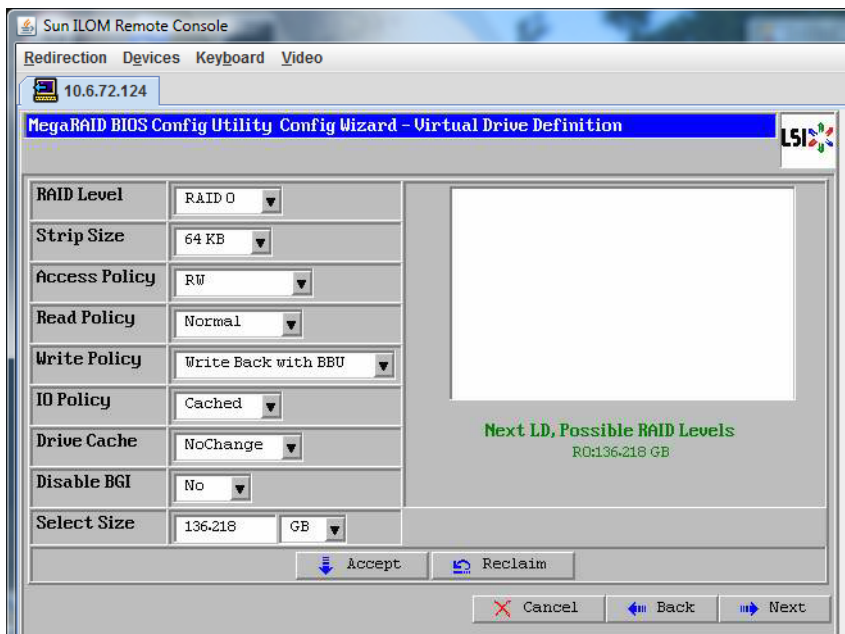 Sun ILOM Remote Console
Redirection Devices Keyboard Video
10.6.72.124
MegaRAID BIOS Config Utility Config Wizard - Virtual Drive Definition
LSI
RAID Level RAID 0
Strip Size 64 KB
Access Policy RW
Read Policy Normal
Write Policy Write Back with BBU
IO Policy Cached
Drive Cache NoChange
Disable BGI No
Select Size 136.218 GB
Next LD, Possible RAID Levels
R0:136.218 GB
Accept Reclaim
Cancel Back Next